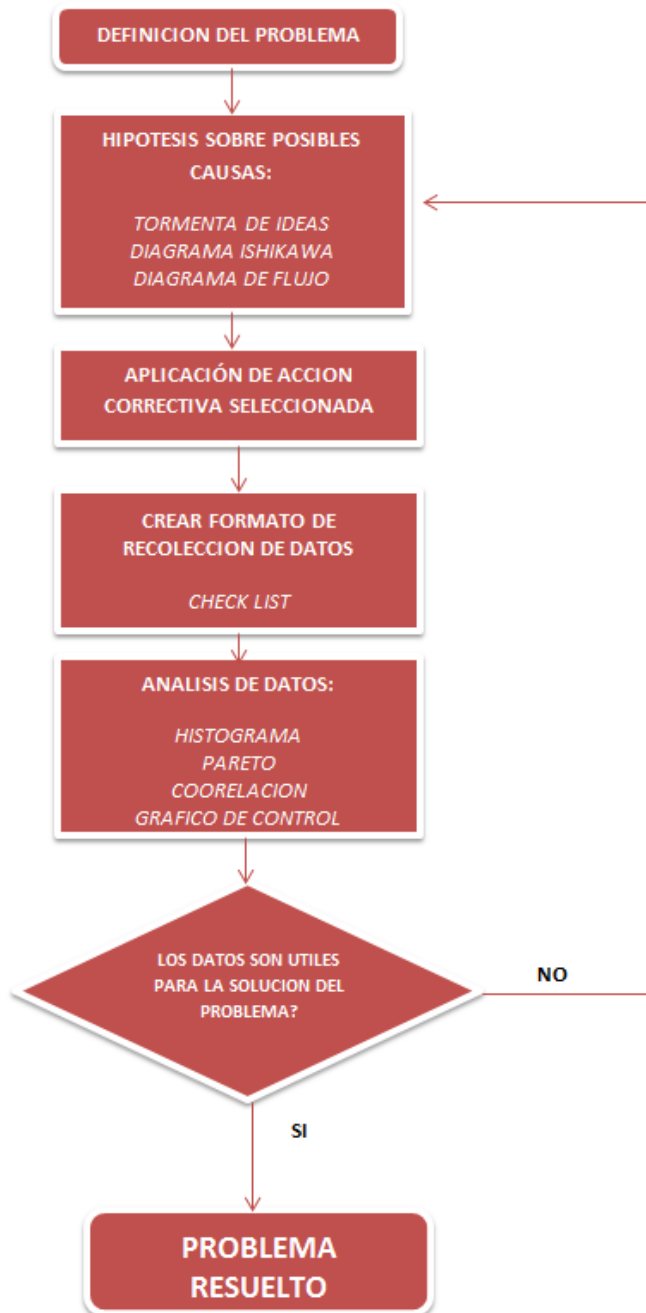 DEFINICION DEL PROBLEMA
HIPOTESIS SOBRE POSIBLES
CAUSAS:
TORMENTA DE IDEAS
DIAGRAMA ISHIKAWA
DIAGRAMA DE FLUJO
APLICACIÓN DE ACCION
CORRECTIVA SELECCIONADA
CREAR FORMATO DE
RECOLECCION DE DATOS
CHECK LIST
ANALISIS DE DATOS:
HISTOGRAMA
PARETO
COORELACION
GRAFICO DE CONTROL
LOS DATOS SON UTILES
PARA LA SOLUCION DEL
PROBLEMA?
NO
SI
PROBLEMA
RESUELTO